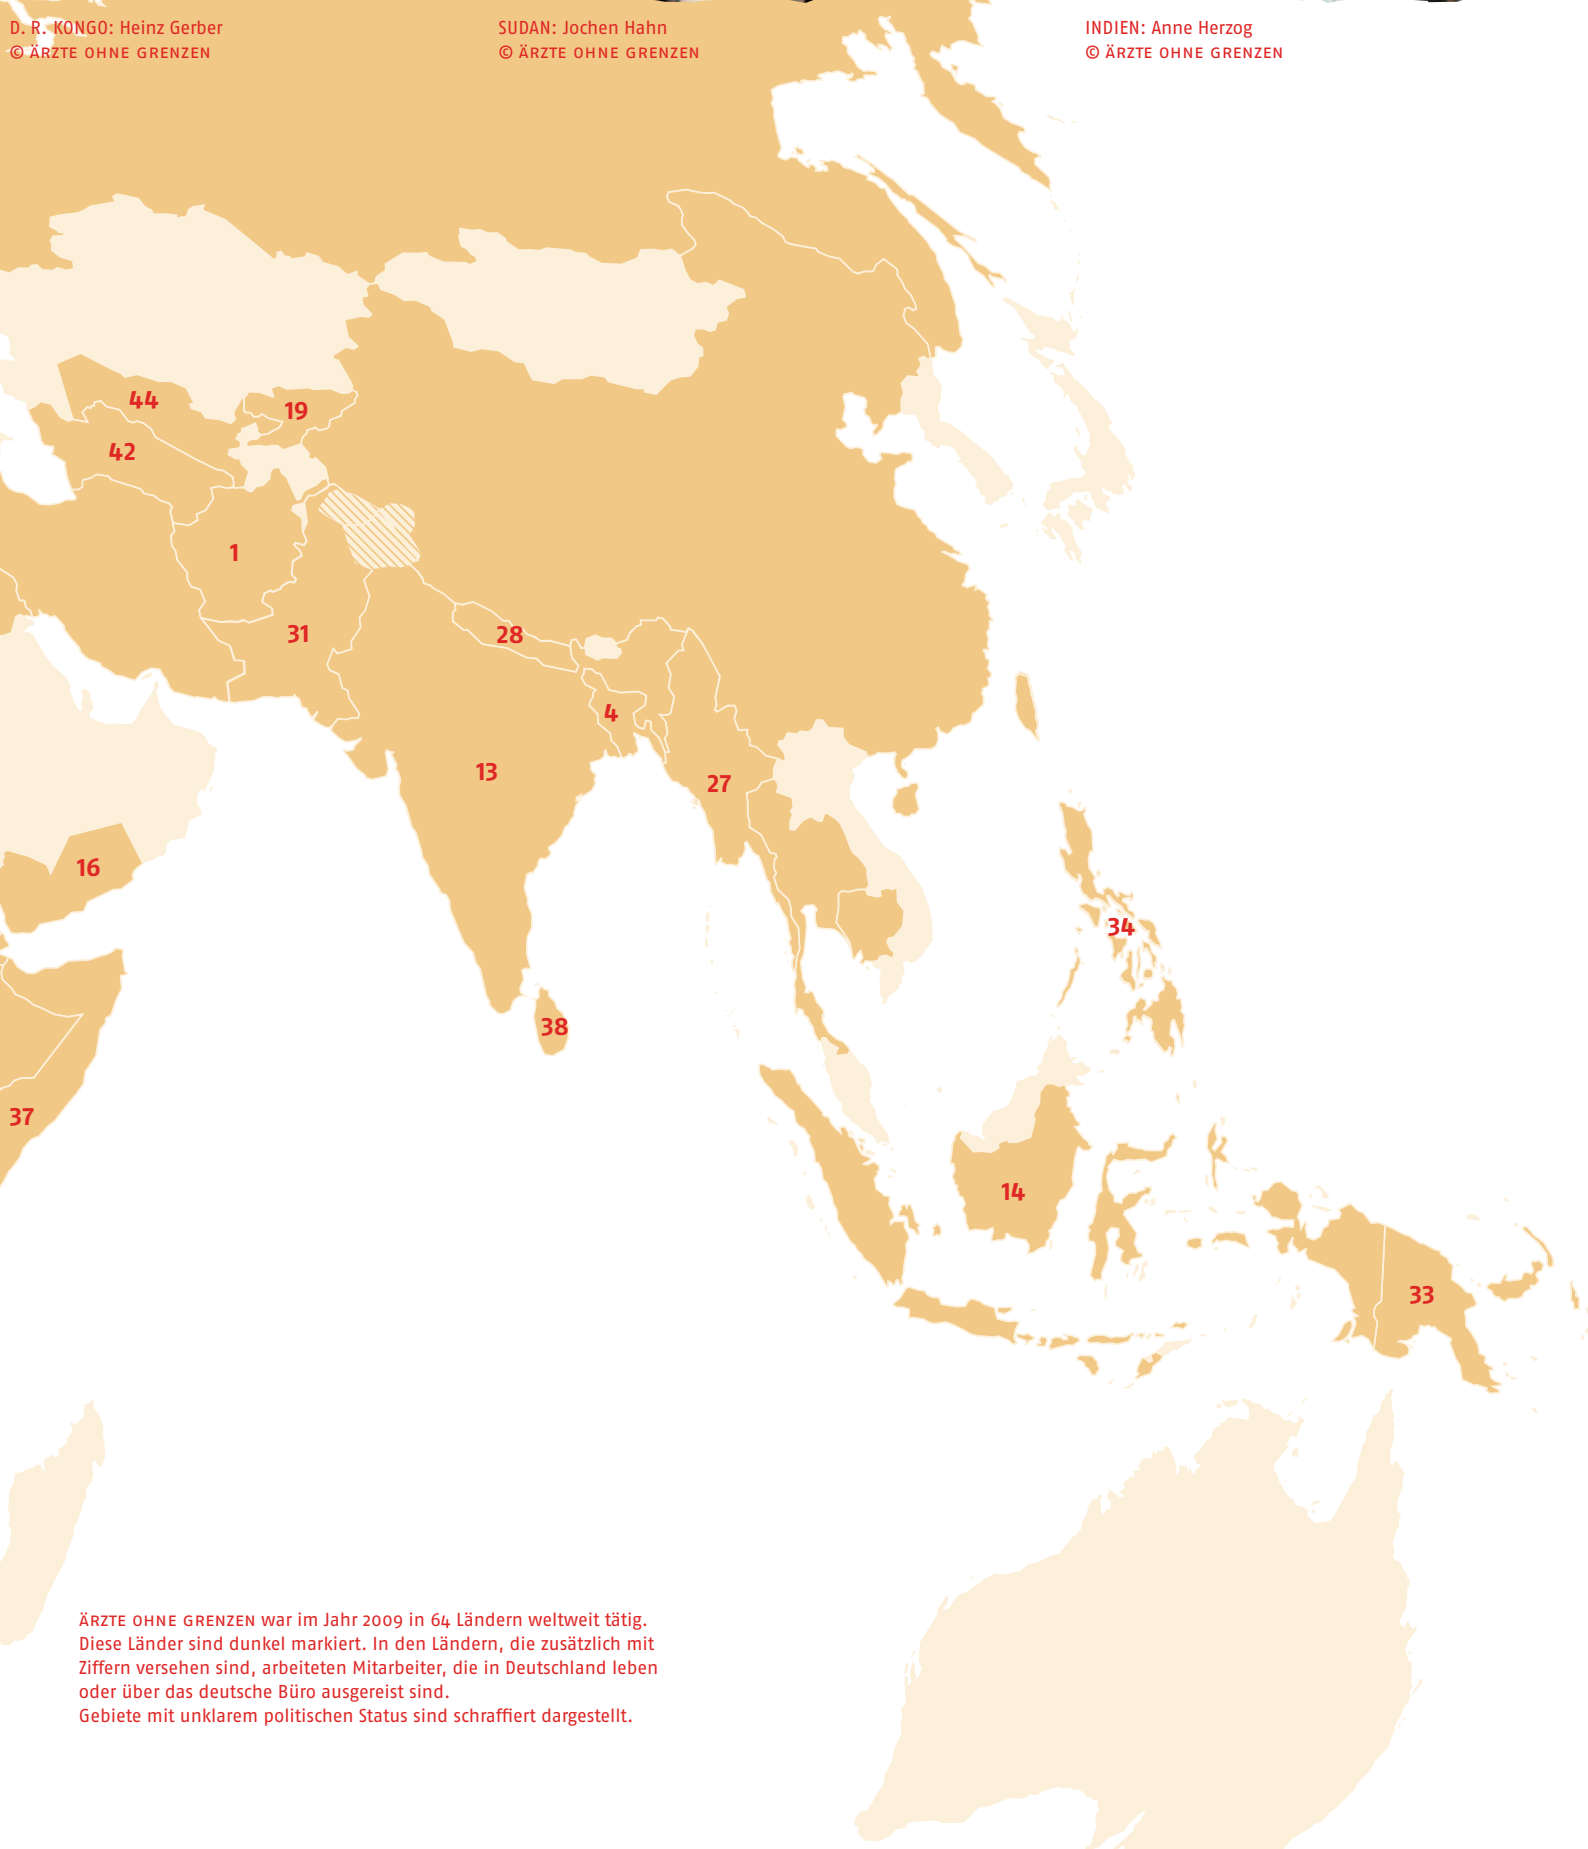 D. R. KONGO: Heinz Gerber
© ÄRZTE OHNE GRENZEN
SUDAN: Jochen Hahn
© ÄRZTE OHNE GRENZEN
INDIEN: Anne Herzog
© ÄRZTE OHNE GRENZEN
44
19
42
1
31
28
4
13
27
16
34
38
37
14
33
ÄRZTE OHNE GRENZEN war im Jahr 2009 in 64 Ländern weltweit tätig.
Diese Länder sind dunkel markiert. In den Ländern, die zusätzlich mit
Ziffern versehen sind, arbeiteten Mitarbeiter, die in Deutschland leben
oder über das deutsche Büro ausgereist sind.
Gebiete mit unklarem politischen Status sind schraffiert dargestellt.